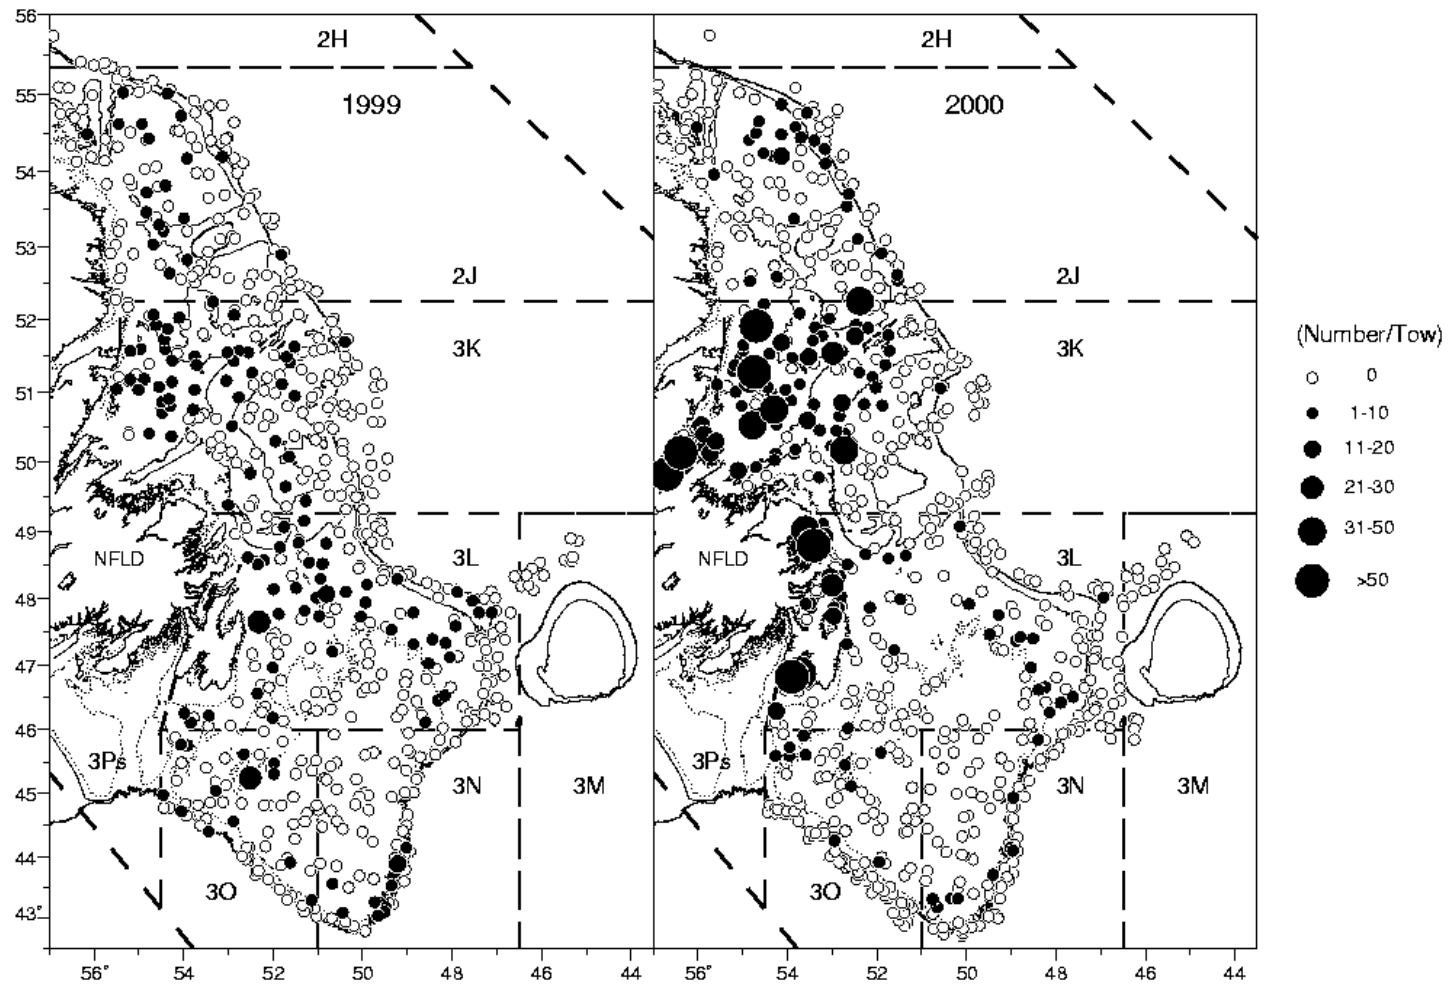 56
55
54
53
52
51
50
49
48
47
46
45
44
43°
2H
1999
2J
3K
3L
NFLD
3Ps
3N
3M
3O
56° 54 52 50 48 46 44
2H
2000
2J
3K
3L
NFLD
3Ps
3N
3M
3O
56° 54 52 50 48 46 44
(Number/Tow)
0
1-10
11-20
21-30
31-50
>50